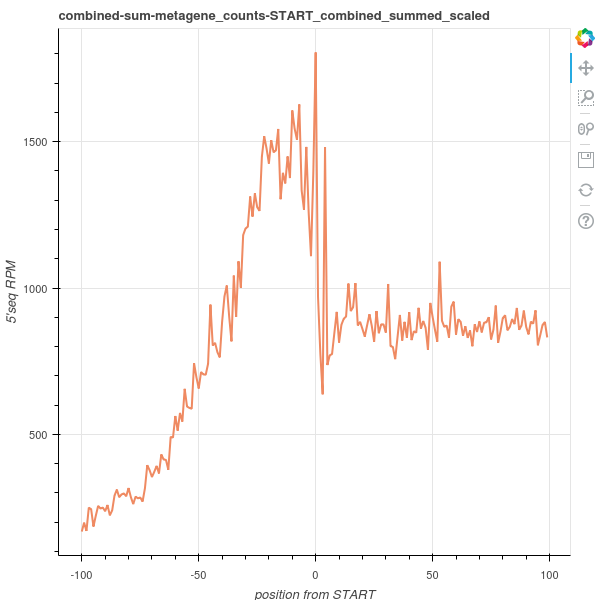 combined-sum-metagene_counts-START_combined_summed_scaled
1500
1000
500
5'seq RPM
-100 -50 0 50 100
position from START